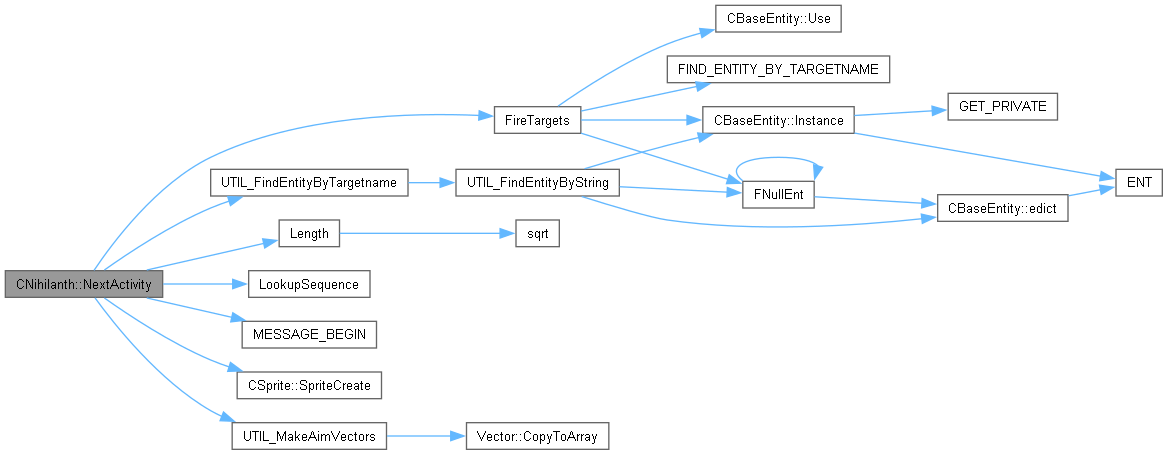 CBaseEntity::Use
FIND_ENTITY_BY_TARGETNAME
GET_PRIVATE
FireTargets
CBaseEntity::Instance
UTIL_FindEntityByTargetname
UTIL_FindEntityByString
FNullEnt
ENT
CBaseEntity::edict
Length
sqrt
CNihilanth::NextActivity
LookupSequence
MESSAGE_BEGIN
CSprite::SpriteCreate
UTIL_MakeAimVectors
Vector::CopyToArray